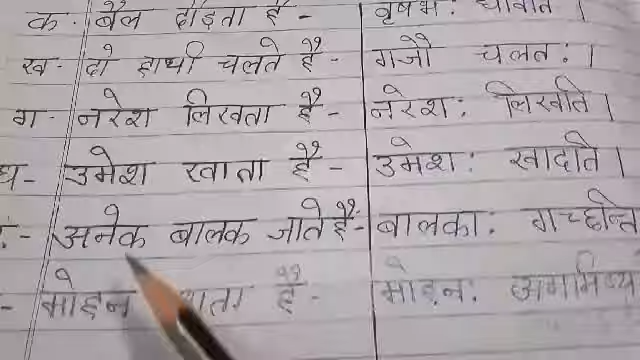 क. बैल दौड़ता है - वृषभः धावति ।
ख - दो हाथी चलते है - गजौ चलतः ।
ग - नरेश लिखता है - नरेशः लिखति ।
घ - उमेश खाता है - उमेशः खादति ।
- अनेक बालक जाते हैं - बालकाः गच्छन्ति
- मोहन है - मोहनः